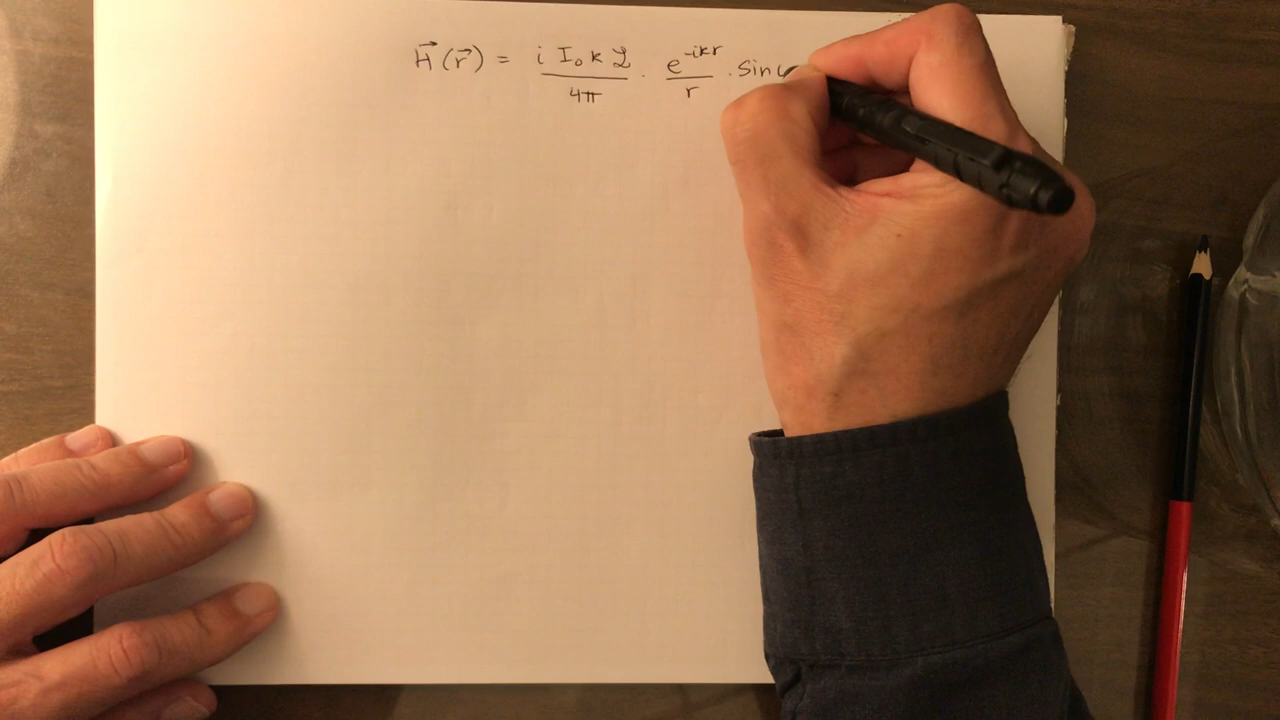 H⃗(r⃗) = i I₀ k ℒ / 4π · e^{-ikr} / r · sin